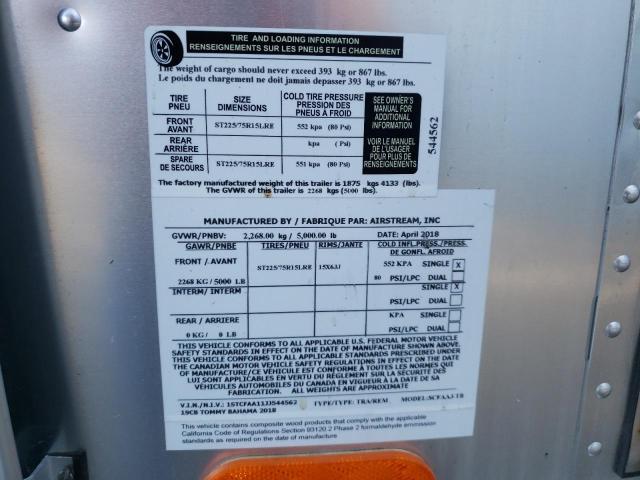 TIRE AND LOADING INFORMATION
RENSEIGNEMENTS SUR LES PNEUS ET LE CHARGEMENT
The weight of cargo should never exceed 393 kg or 867 lbs.
Le poids du chargement ne doit jamais depasser 393 kg or 867 lbs.
TIRE PNEU
SIZE DIMENSIONS
COLD TIRE PRESSURE
PRESSION DES PNEUS À FROID
SEE OWNER'S
MANUAL FOR
ADDITIONAL
INFORMATION
VOIR LE MANUEL
DE L'USAGER
POUR PLUS DE
RENSEIGNEMENTS
FRONT AVANT ST225/75R15LRE 552 kpa (80 Psi)
REAR ARRIÈRE kpa ( Psi)
SPARE DE SECOURS ST225/75R15LRE 551 kpa (80 Psi)
544562
The factory manufactured weight of this trailer is 1875 kgs 4133 (lbs).
The GVWR of this trailer is 2268 kgs (5000 lbs).
MANUFACTURED BY / FABRIQUE PAR: AIRSTREAM, INC
GVWR/PNBV: 2,268.00 kg / 5,000.00 lb DATE: April 2018
GAWR/PNBE TIRES/PNEU RIMS/JANTE COLD INFL.PRESS./PRESS.
DE GONFL. AFROID
FRONT / AVANT ST225/75R15LRE 15X6JJ 552 KPA SINGLE X
2268 KG / 5000 LB 80 PSI/LPC DUAL
INTERM/ INTERM SINGLE X
PSI/LPC DUAL
REAR / ARRIERE KPA SINGLE
0 KG / 0 LB PSI/LPC DUAL
THIS VEHICLE CONFORMS TO ALL APPLICABLE U.S. FEDERAL MOTOR VEHICLE
SAFETY STANDARDS IN EFFECT ON THE DATE OF MANUFACTURE SHOWN ABOVE.
THIS VEHICLE CONFORMS TO ALL APPLICABLE STANDARDS PRESCRIBED UNDER
THE CANADIAN MOTOR VEHICLE SAFETY REGULATIONS IN EFFECT ON THE DATE OF
MANUFACTURE/CE VEHICULE EST CONFORME A TOUTES LES NORMES QUI
LUI SONT APPLICABLES EN VERTU DU RÈGLEMENT SUR LA SÉCURITÉ DES
VÉHICULES AUTOMOBILES DU CANADA EN VIGUEUR A LA DATE DE SA
FABRICATION
V.I.N./N.I.V.: 1STCFAA11JJ544562 TYPE/TYPE: TRA/REM MODEL:
19CB TOMMY BAHAMA 2018
This vehicle contains composite wood products that comply with the applicable
California Code of Regulations Section 93120.2 Phase 2 formaldehyde emission
required on the date of manufacture